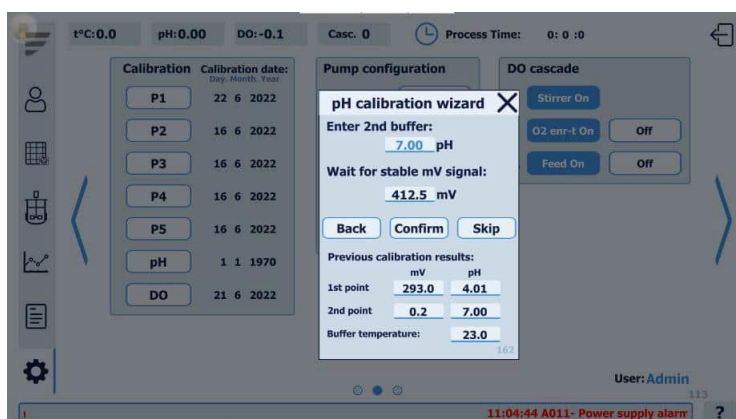 t°C:0.0 pH:0.00 DO:-0.1 Casc. 0 Process Time: 0: 0 :0
Calibration Calibration date:
Day. Month. Year
P1 22 6 2022
P2 16 6 2022
P3 16 6 2022
P4 16 6 2022
P5 16 6 2022
pH 1 1 1970
DO 21 6 2022
Pump configuration
pH calibration wizard X
Enter 2nd buffer:
7.00 pH
Wait for stable mV signal:
412.5 mV
Back Confirm Skip
Previous calibration results:
mV pH
1st point 293.0 4.01
2nd point 0.2 7.00
Buffer temperature: 23.0
162
DO cascade
Stirrer On
O2 enr-t On Off
Feed On Off
User: Admin
113
! 11:04:44 A011- Power supply alarm ?